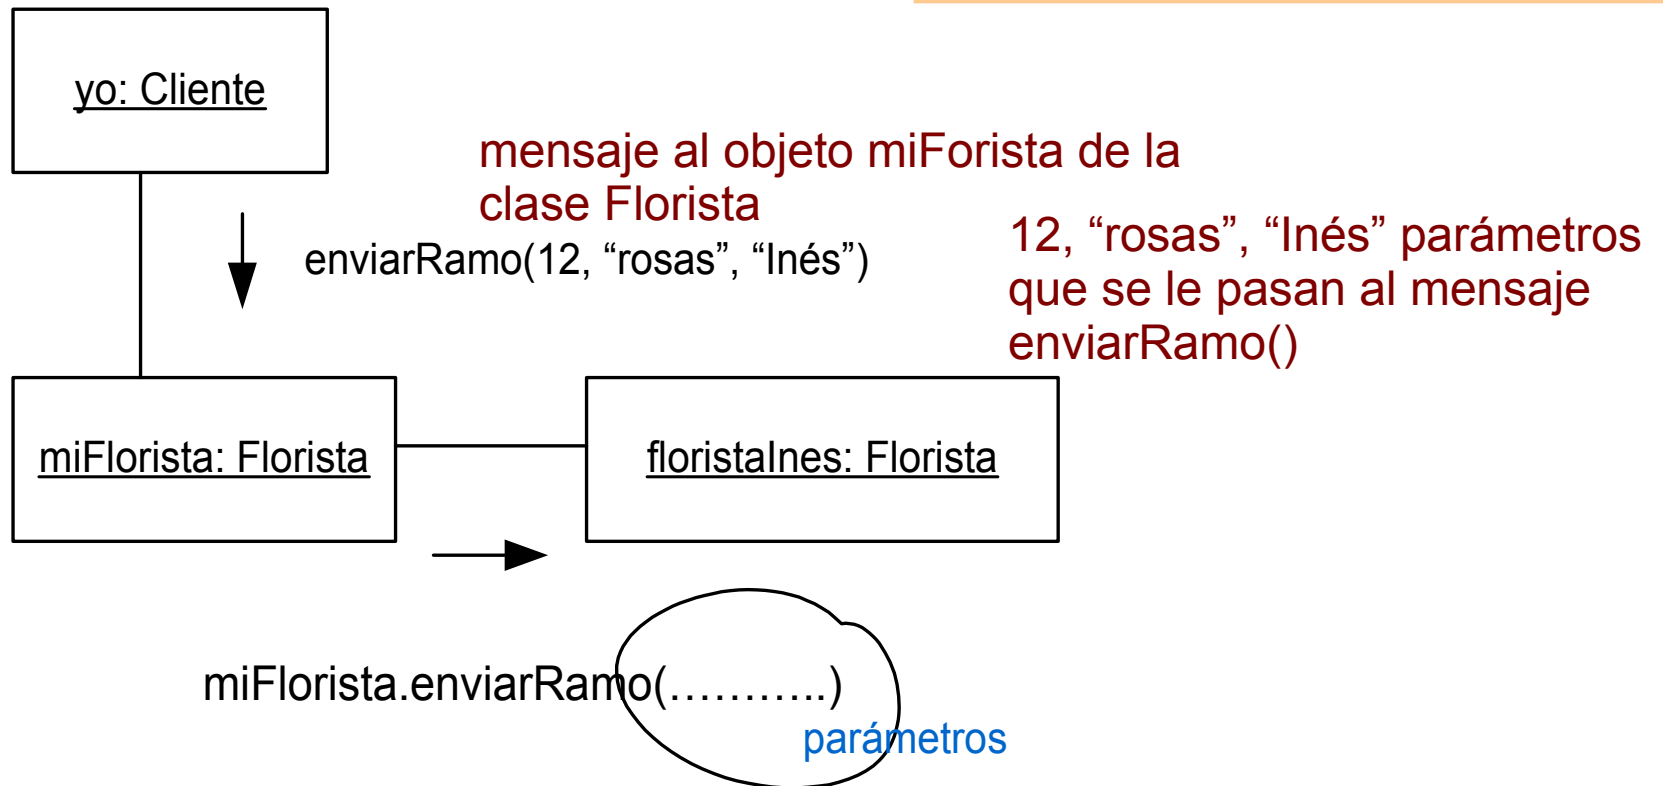 yo: Cliente
mensaje al objeto miForista de la
clase Florista
enviarRamo(12, “rosas”, “Inés”)
12, “rosas”, “Inés” parámetros
que se le pasan al mensaje
enviarRamo()
miFlorista: Florista
floristaInes: Florista
miFlorista.enviarRamo(………..)
parámetros